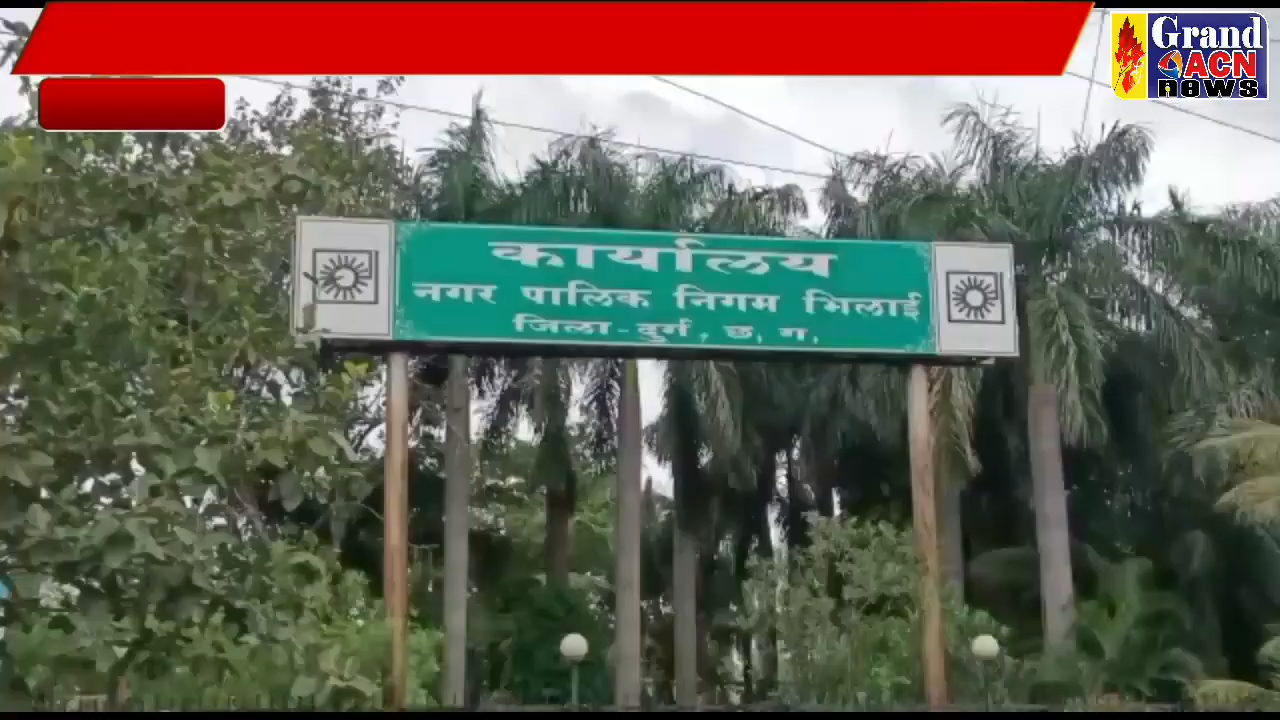 Grand
ACN
news
कार्यालय
नगर पालिक निगम भिलाई
जिला - दुर्ग, छ. ग.